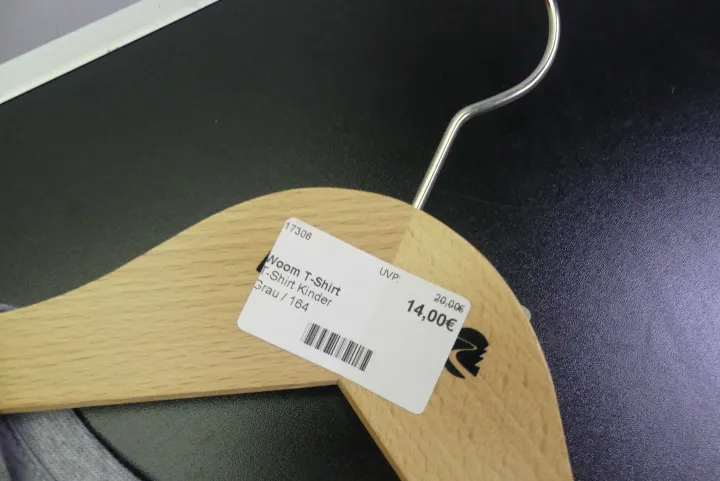 17306
Woom T-Shirt
T-Shirt Kinder
Grau / 164
UVP:
20,00€
14,00€